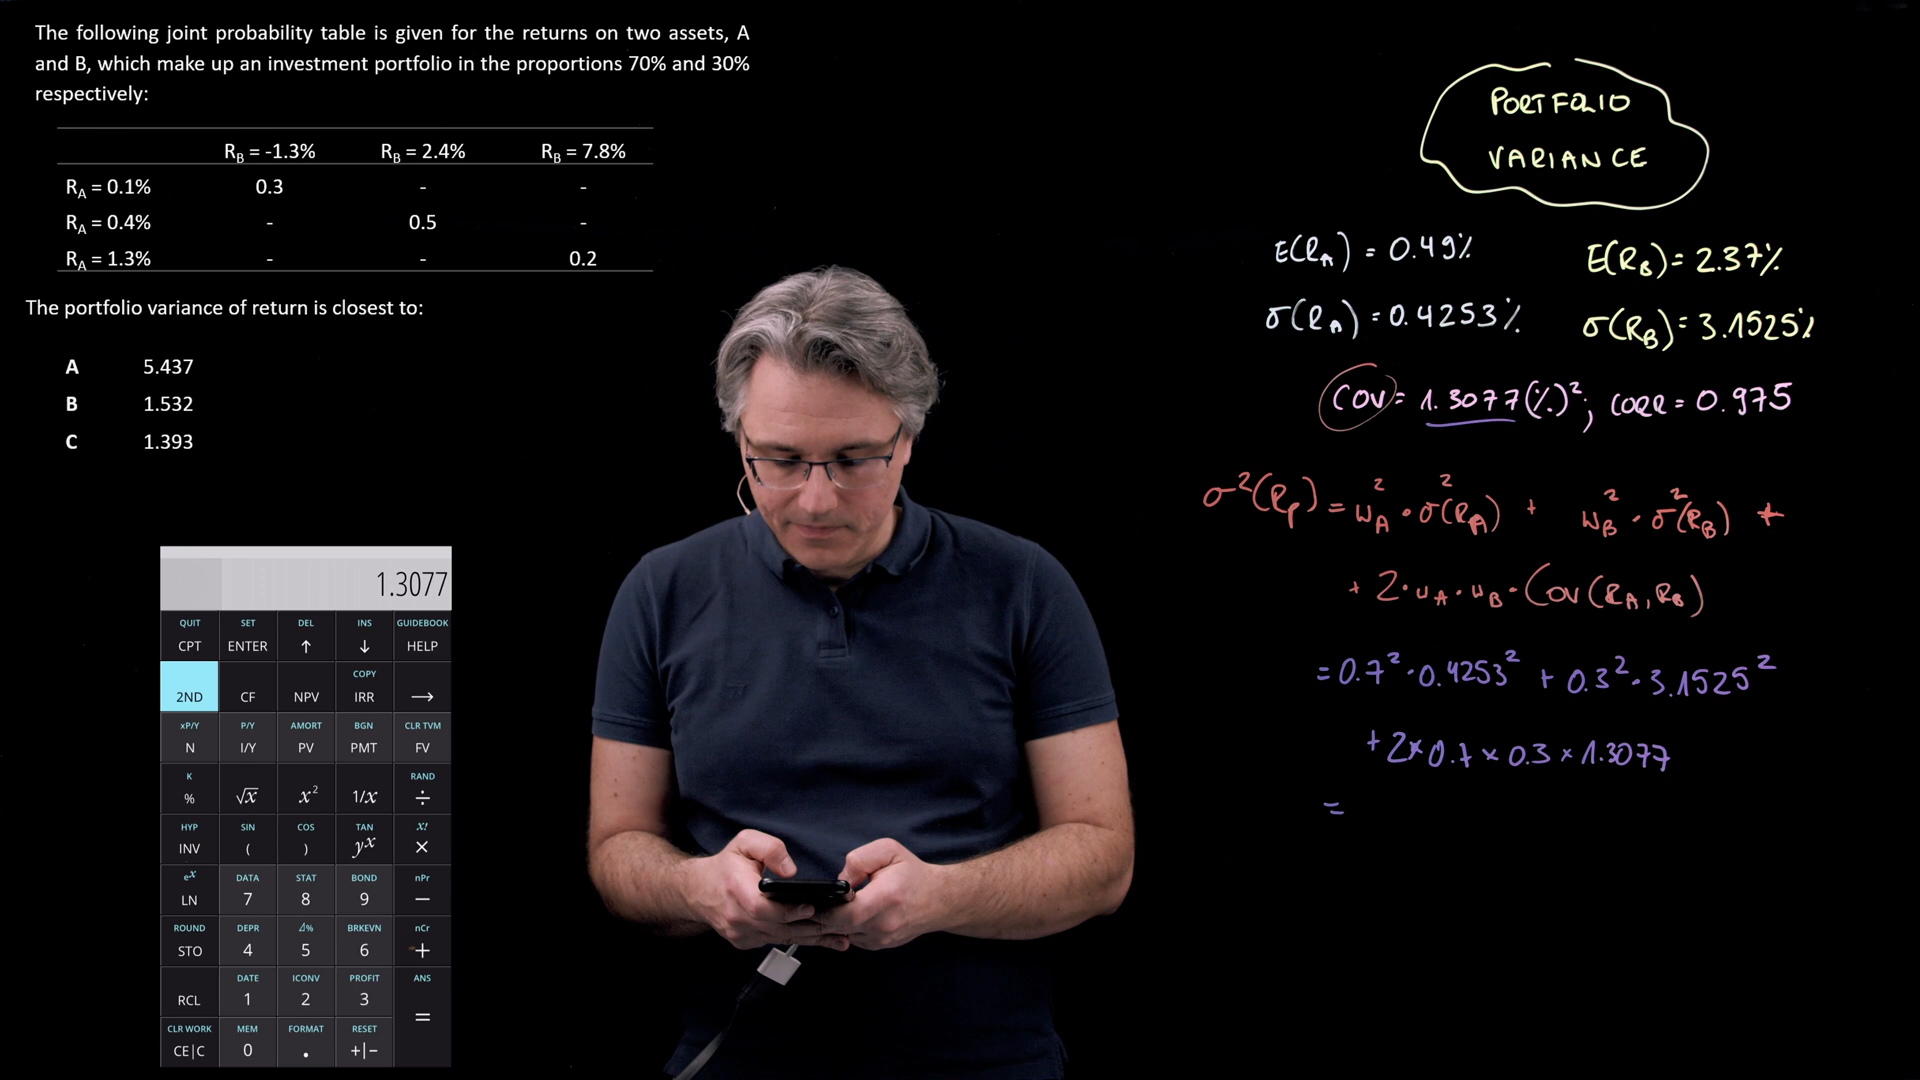 The following joint probability table is given for the returns on two assets, A
and B, which make up an investment portfolio in the proportions 70% and 30%
respectively:
R_B = -1.3% R_B = 2.4% R_B = 7.8%
R_A = 0.1% 0.3 - -
R_A = 0.4% - 0.5 -
R_A = 1.3% - - 0.2
The portfolio variance of return is closest to:
A 5.437
B 1.532
C 1.393
1.3077
QUIT SET DEL INS GUIDEBOOK
CPT ENTER ↑ ↓ HELP
COPY
2ND CF NPV IRR →
xP/Y P/Y AMORT BGN CLR TVM
N I/Y PV PMT FV
K RAND
% √x x² 1/x ÷
HYP SIN COS TAN x!
INV ( ) yˣ ×
eˣ DATA STAT BOND nPr
LN 7 8 9 −
ROUND DEPR Δ% BRKEVN nCr
STO 4 5 6 +
DATE ICONV PROFIT ANS
RCL 1 2 3 =
CLR WORK MEM FORMAT RESET
CE|C 0 . +|−
PORTFOLIO
VARIANCE
E(R_A) = 0.49% E(R_B) = 2.37%
σ(R_A) = 0.4253% σ(R_B) = 3.1525%
COV = 1.3077(%)²; CORR = 0.975
σ²(R_P) = w_A² · σ²(R_A) + w_B² · σ²(R_B) +
+ 2 · w_A · w_B · Cov(R_A, R_B)
= 0.7² · 0.4253² + 0.3² · 3.1525²
+ 2 × 0.7 × 0.3 × 1.3077
=